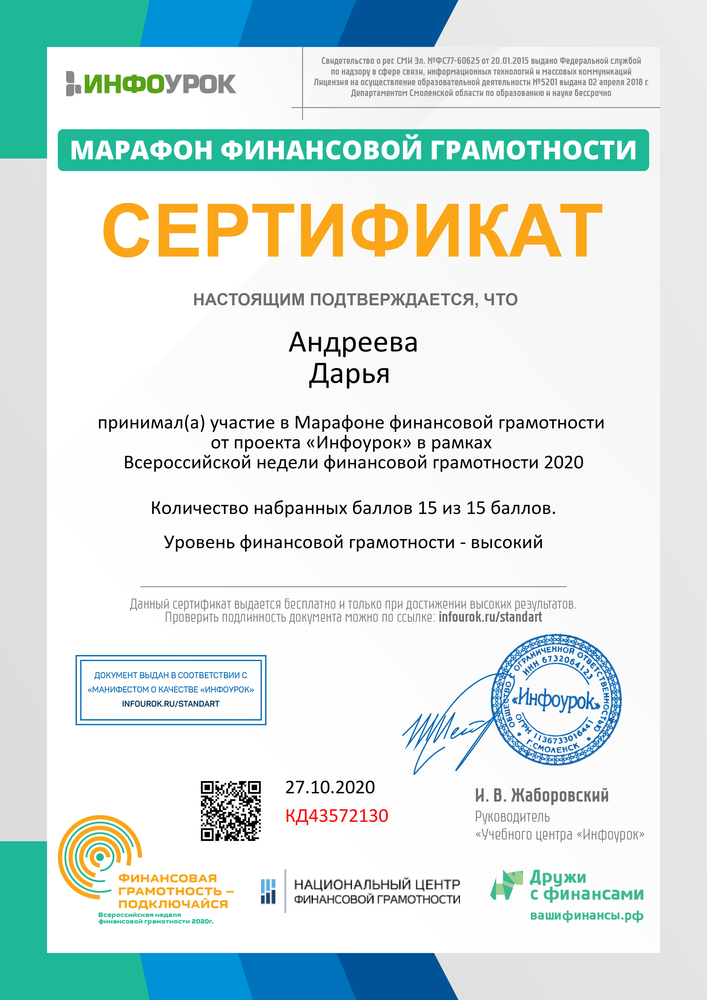 ИНФОУРОК
Свидетельство о рег. СМИ Эл. №ФС77-60625 от 20.01.2015 выдано Федеральной службой
по надзору в сфере связи, информационных технологий и массовых коммуникаций
Лицензия на осуществление образовательной деятельности №5201 выдана 02 апреля 2018 г.
Департаментом Смоленской области по образованию и науке бессрочно
МАРАФОН ФИНАНСОВОЙ ГРАМОТНОСТИ
СЕРТИФИКАТ
НАСТОЯЩИМ ПОДТВЕРЖДАЕТСЯ, ЧТО
Андреева
Дарья
принимал(а) участие в Марафоне финансовой грамотности
от проекта «Инфоурок» в рамках
Всероссийской недели финансовой грамотности 2020
Количество набранных баллов 15 из 15 баллов.
Уровень финансовой грамотности - высокий
Данный сертификат выдается бесплатно и только при достижении высоких результатов.
Проверить подлинность документа можно по ссылке: infourok.ru/standart
ДОКУМЕНТ ВЫДАН В СООТВЕТСТВИИ С
«МАНИФЕСТОМ О КАЧЕСТВЕ «ИНФОУРОК»
INFOUROK.RU/STANDART
ОБЩЕСТВО С ОГРАНИЧЕННОЙ ОТВЕТСТВЕННОСТЬЮ
ИНН 6732064123
«Инфоурок»
ОГРН 1136733016441
Г.СМОЛЕНСК
27.10.2020
КД43572130
И. В. Жаборовский
Руководитель
«Учебного центра «Инфоурок»
ФИНАНСОВАЯ
ГРАМОТНОСТЬ –
ПОДКЛЮЧАЙСЯ
Всероссийская неделя
финансовой грамотности 2020г.
НАЦИОНАЛЬНЫЙ ЦЕНТР
ФИНАНСОВОЙ ГРАМОТНОСТИ
Дружи
с финансами
вашифинансы.рф